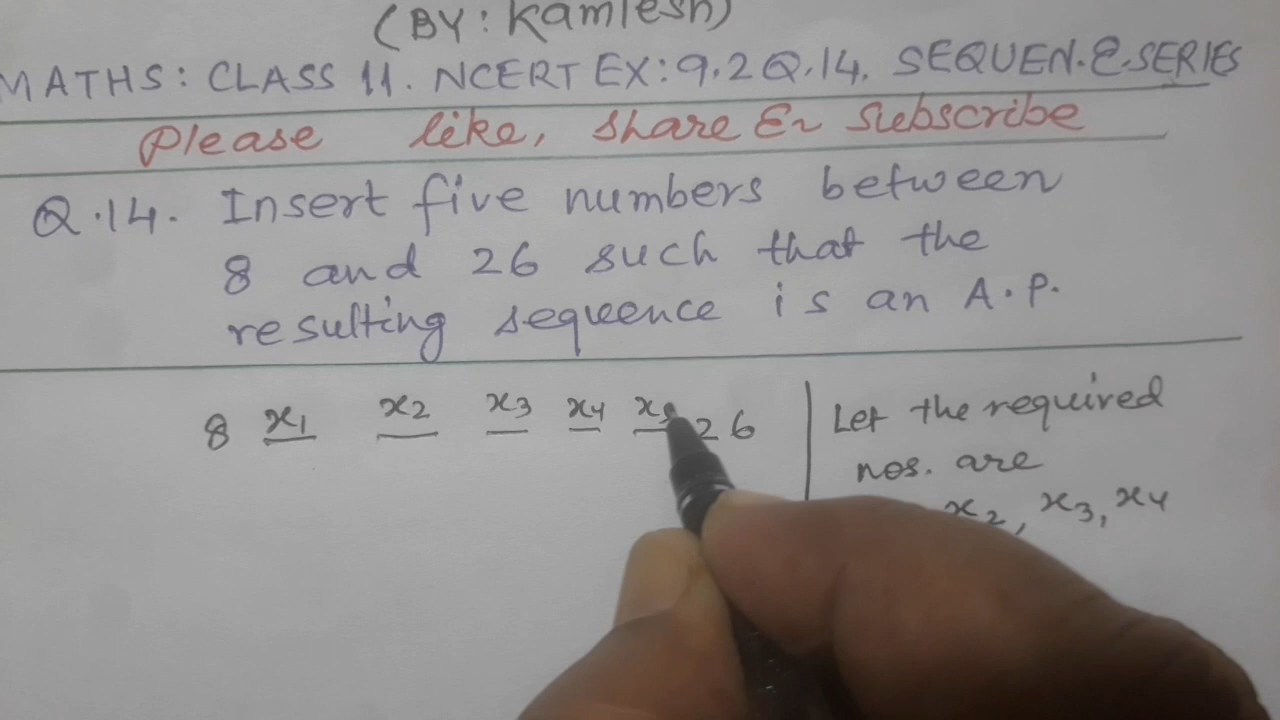 (BY: Kamlesh)
MATHS: CLASS 11. NCERT EX: 9.2 Q.14. SEQUEN. & SERIES
Please like, Share & Subscribe
Q.14. Insert five numbers between
8 and 26 such that the
resulting sequence is an A.P.
8 x1 x2 x3 x4 x5 26
Let the required
nos. are
x2, x3, x4